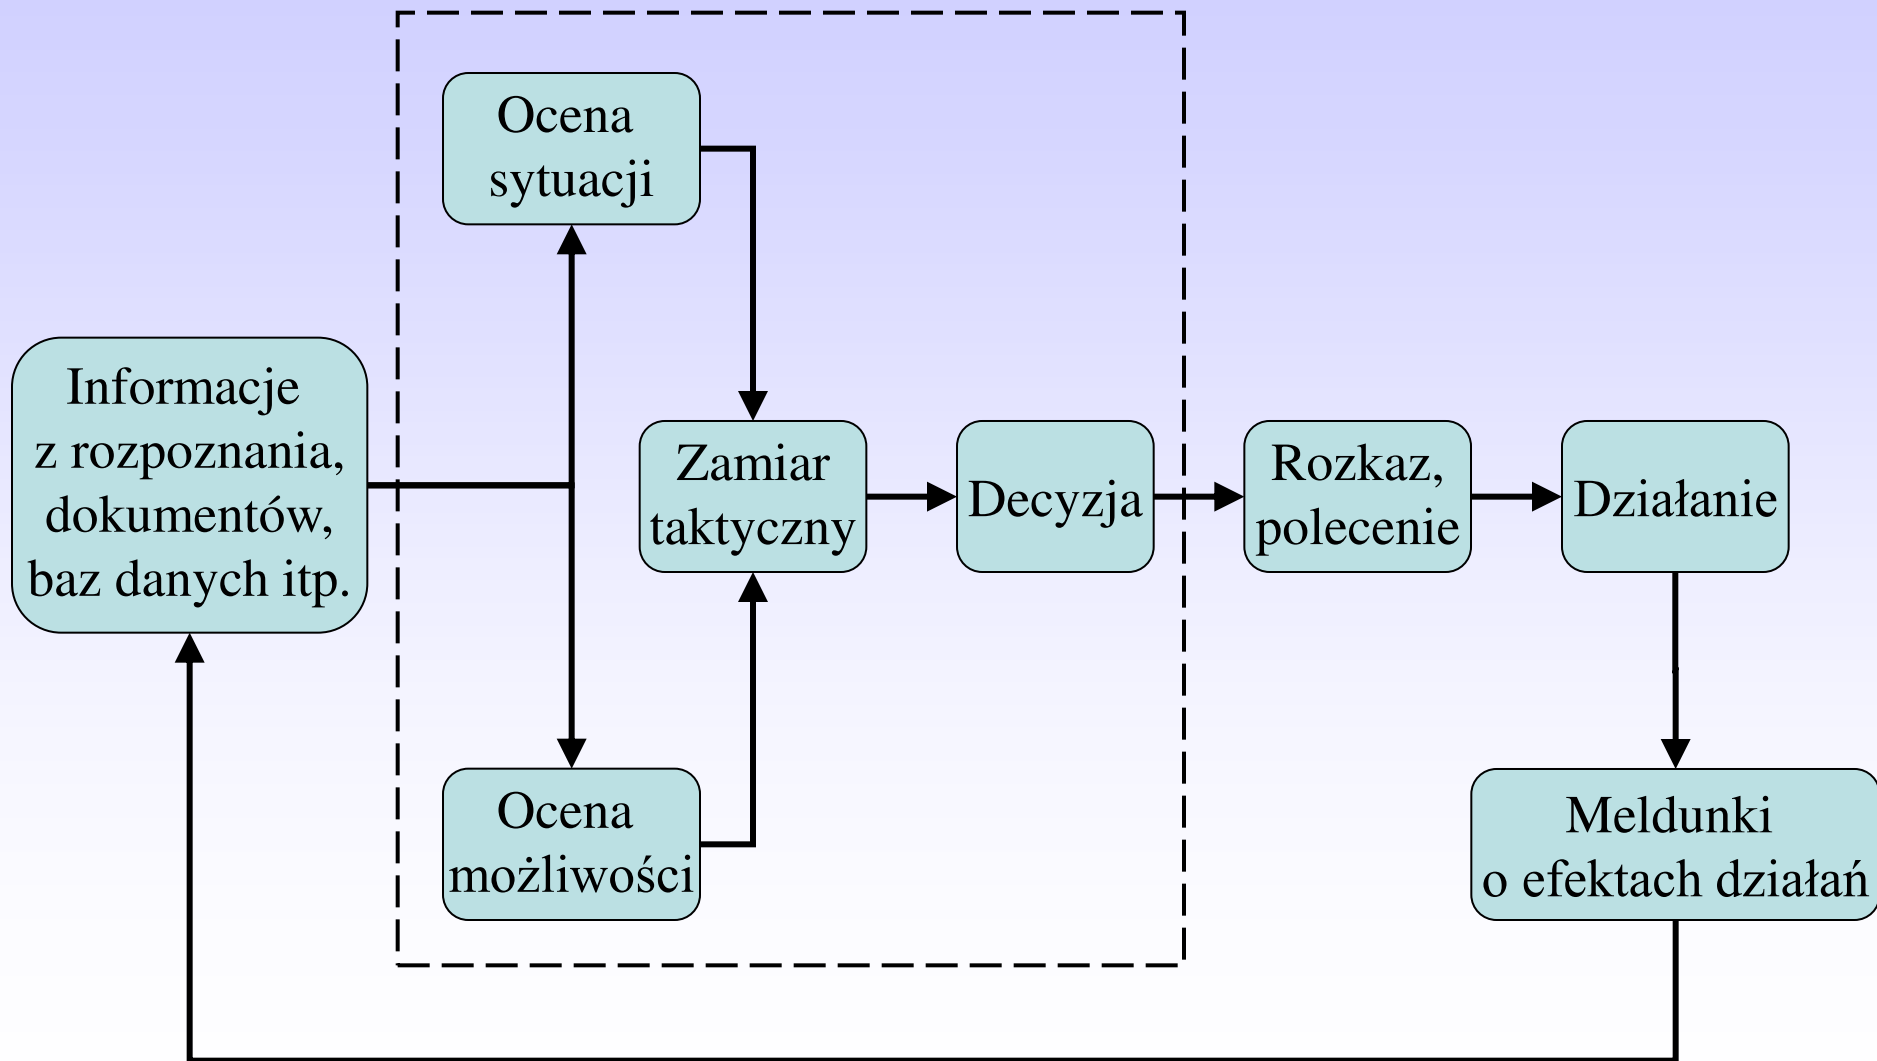 Ocena
sytuacji
Informacje
z rozpoznania,
dokumentów,
baz danych itp.
Zamiar
taktyczny
Decyzja
Rozkaz,
polecenie
Działanie
Ocena
możliwości
Meldunki
o efektach działań